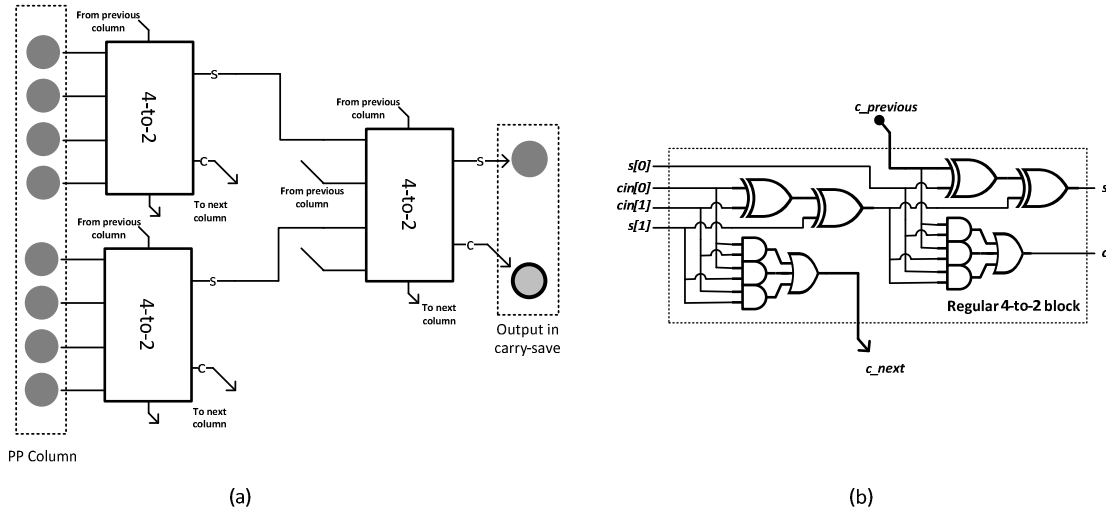 From previous
column
4-to-2
S
C
To next
column
From previous
column
4-to-2
S
C
To next
column
PP Column
From previous
column
From previous
column
4-to-2
S
C
To next
column
Output in
carry-save
(a)
c_previous
s[0]
cin[0]
cin[1]
s[1]
s
c
Regular 4-to-2 block
c_next
(b)